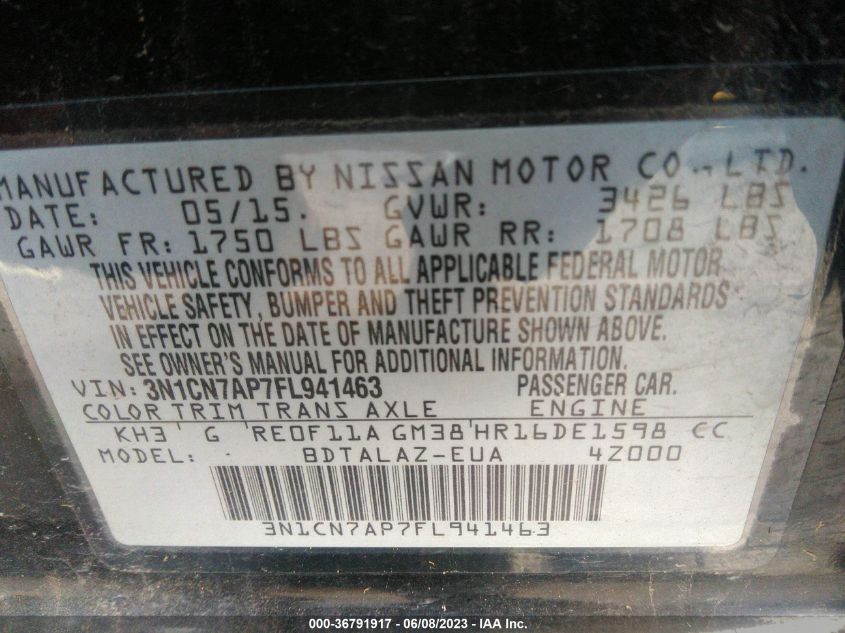 MANUFACTURED BY NISSAN MOTOR CO., LTD.
DATE: 05/15. GVWR: 3426 LBS
GAWR FR: 1750 LBS GAWR RR: 1708 LBS
THIS VEHICLE CONFORMS TO ALL APPLICABLE FEDERAL MOTOR
VEHICLE SAFETY, BUMPER AND THEFT PREVENTION STANDARDS
IN EFFECT ON THE DATE OF MANUFACTURE SHOWN ABOVE.
SEE OWNER'S MANUAL FOR ADDITIONAL INFORMATION.
VIN: 3N1CN7AP7FL941463 PASSENGER CAR.
COLOR TRIM TRANS AXLE ENGINE
KH3 G RE0F11A GM38 HR16DE1598 CC
MODEL: BDTALAZ-EUA 4Z000
3N1CN7AP7FL941463
000-36791917 - 06/08/2023 - IAA Inc.